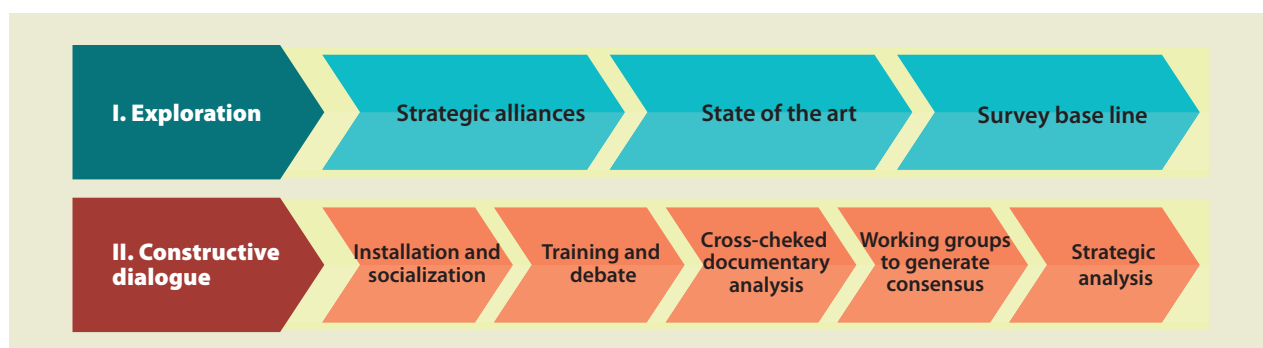 I. Exploration
Strategic alliances
State of the art
Survey base line
II. Constructive
dialogue
Installation and
socialization
Training and
debate
Cross-cheked
documentary
analysis
Working groups
to generate
consensus
Strategic
analysis